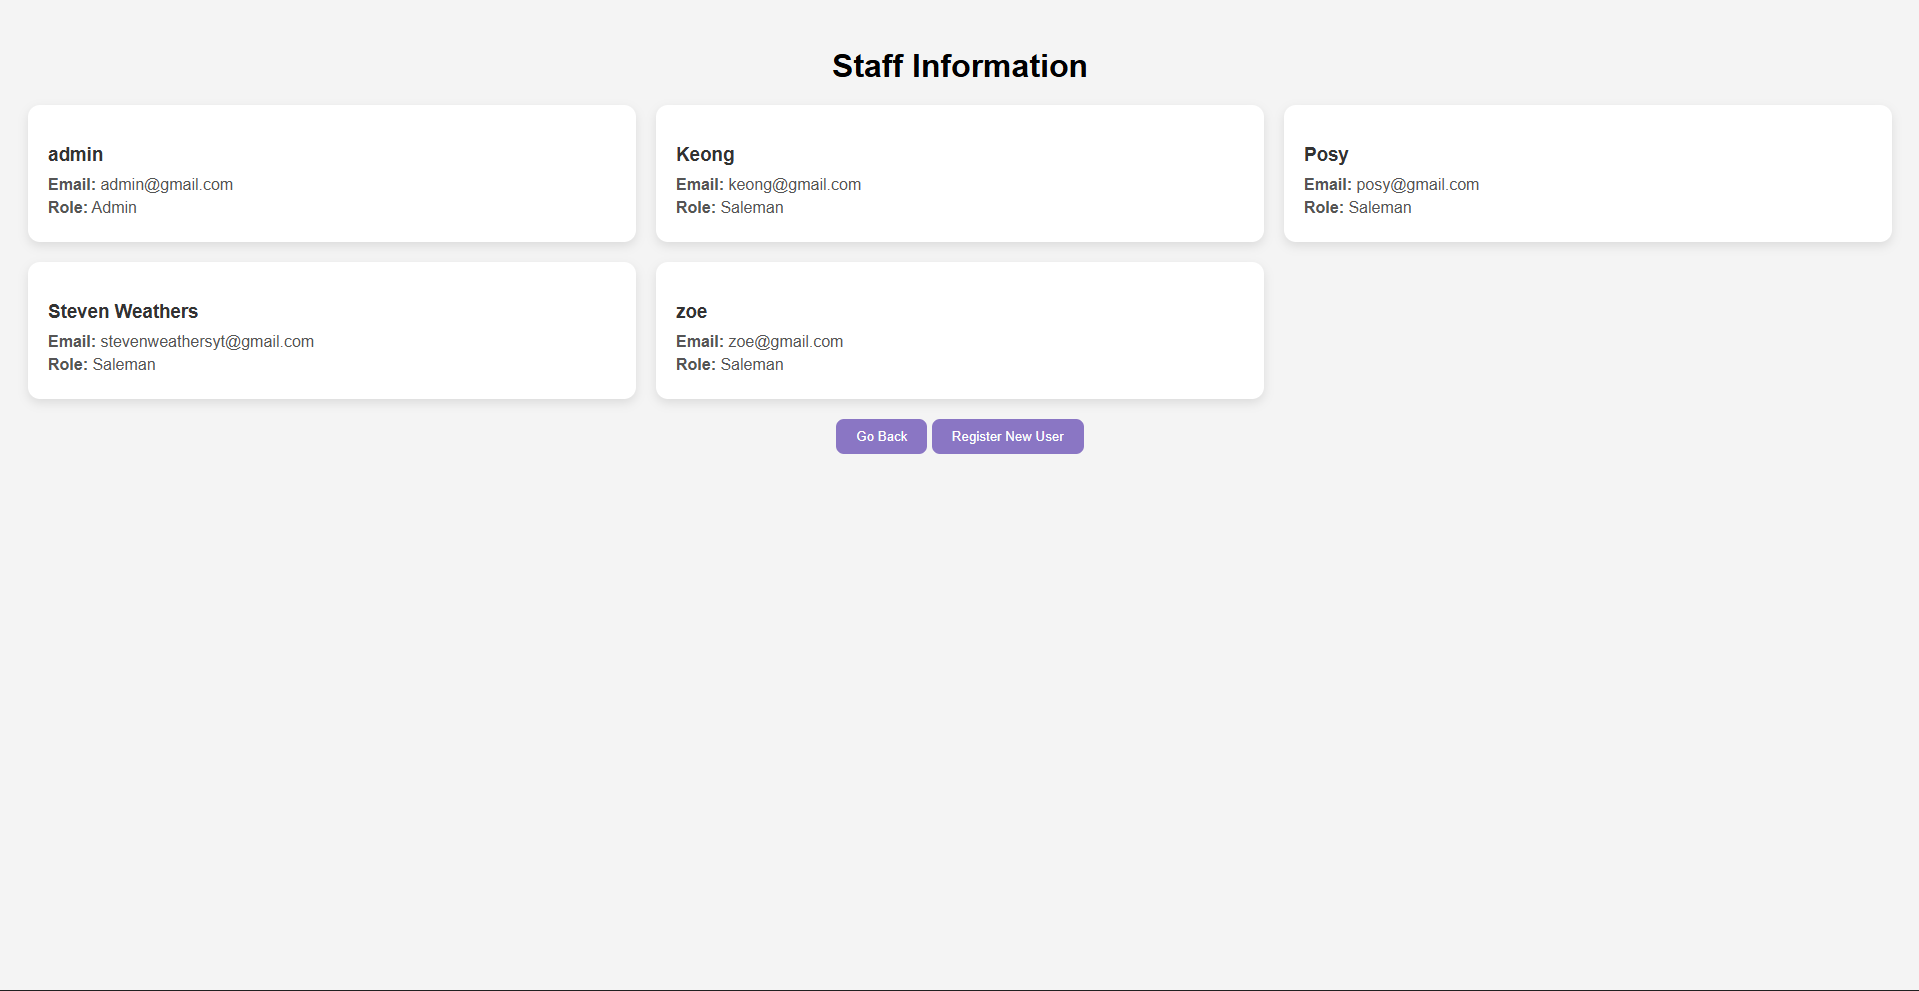 Staff Information
admin
Email: admin@gmail.com
Role: Admin
Keong
Email: keong@gmail.com
Role: Saleman
Posy
Email: posy@gmail.com
Role: Saleman
Steven Weathers
Email: stevenweathersyt@gmail.com
Role: Saleman
zoe
Email: zoe@gmail.com
Role: Saleman
Go Back
Register New User